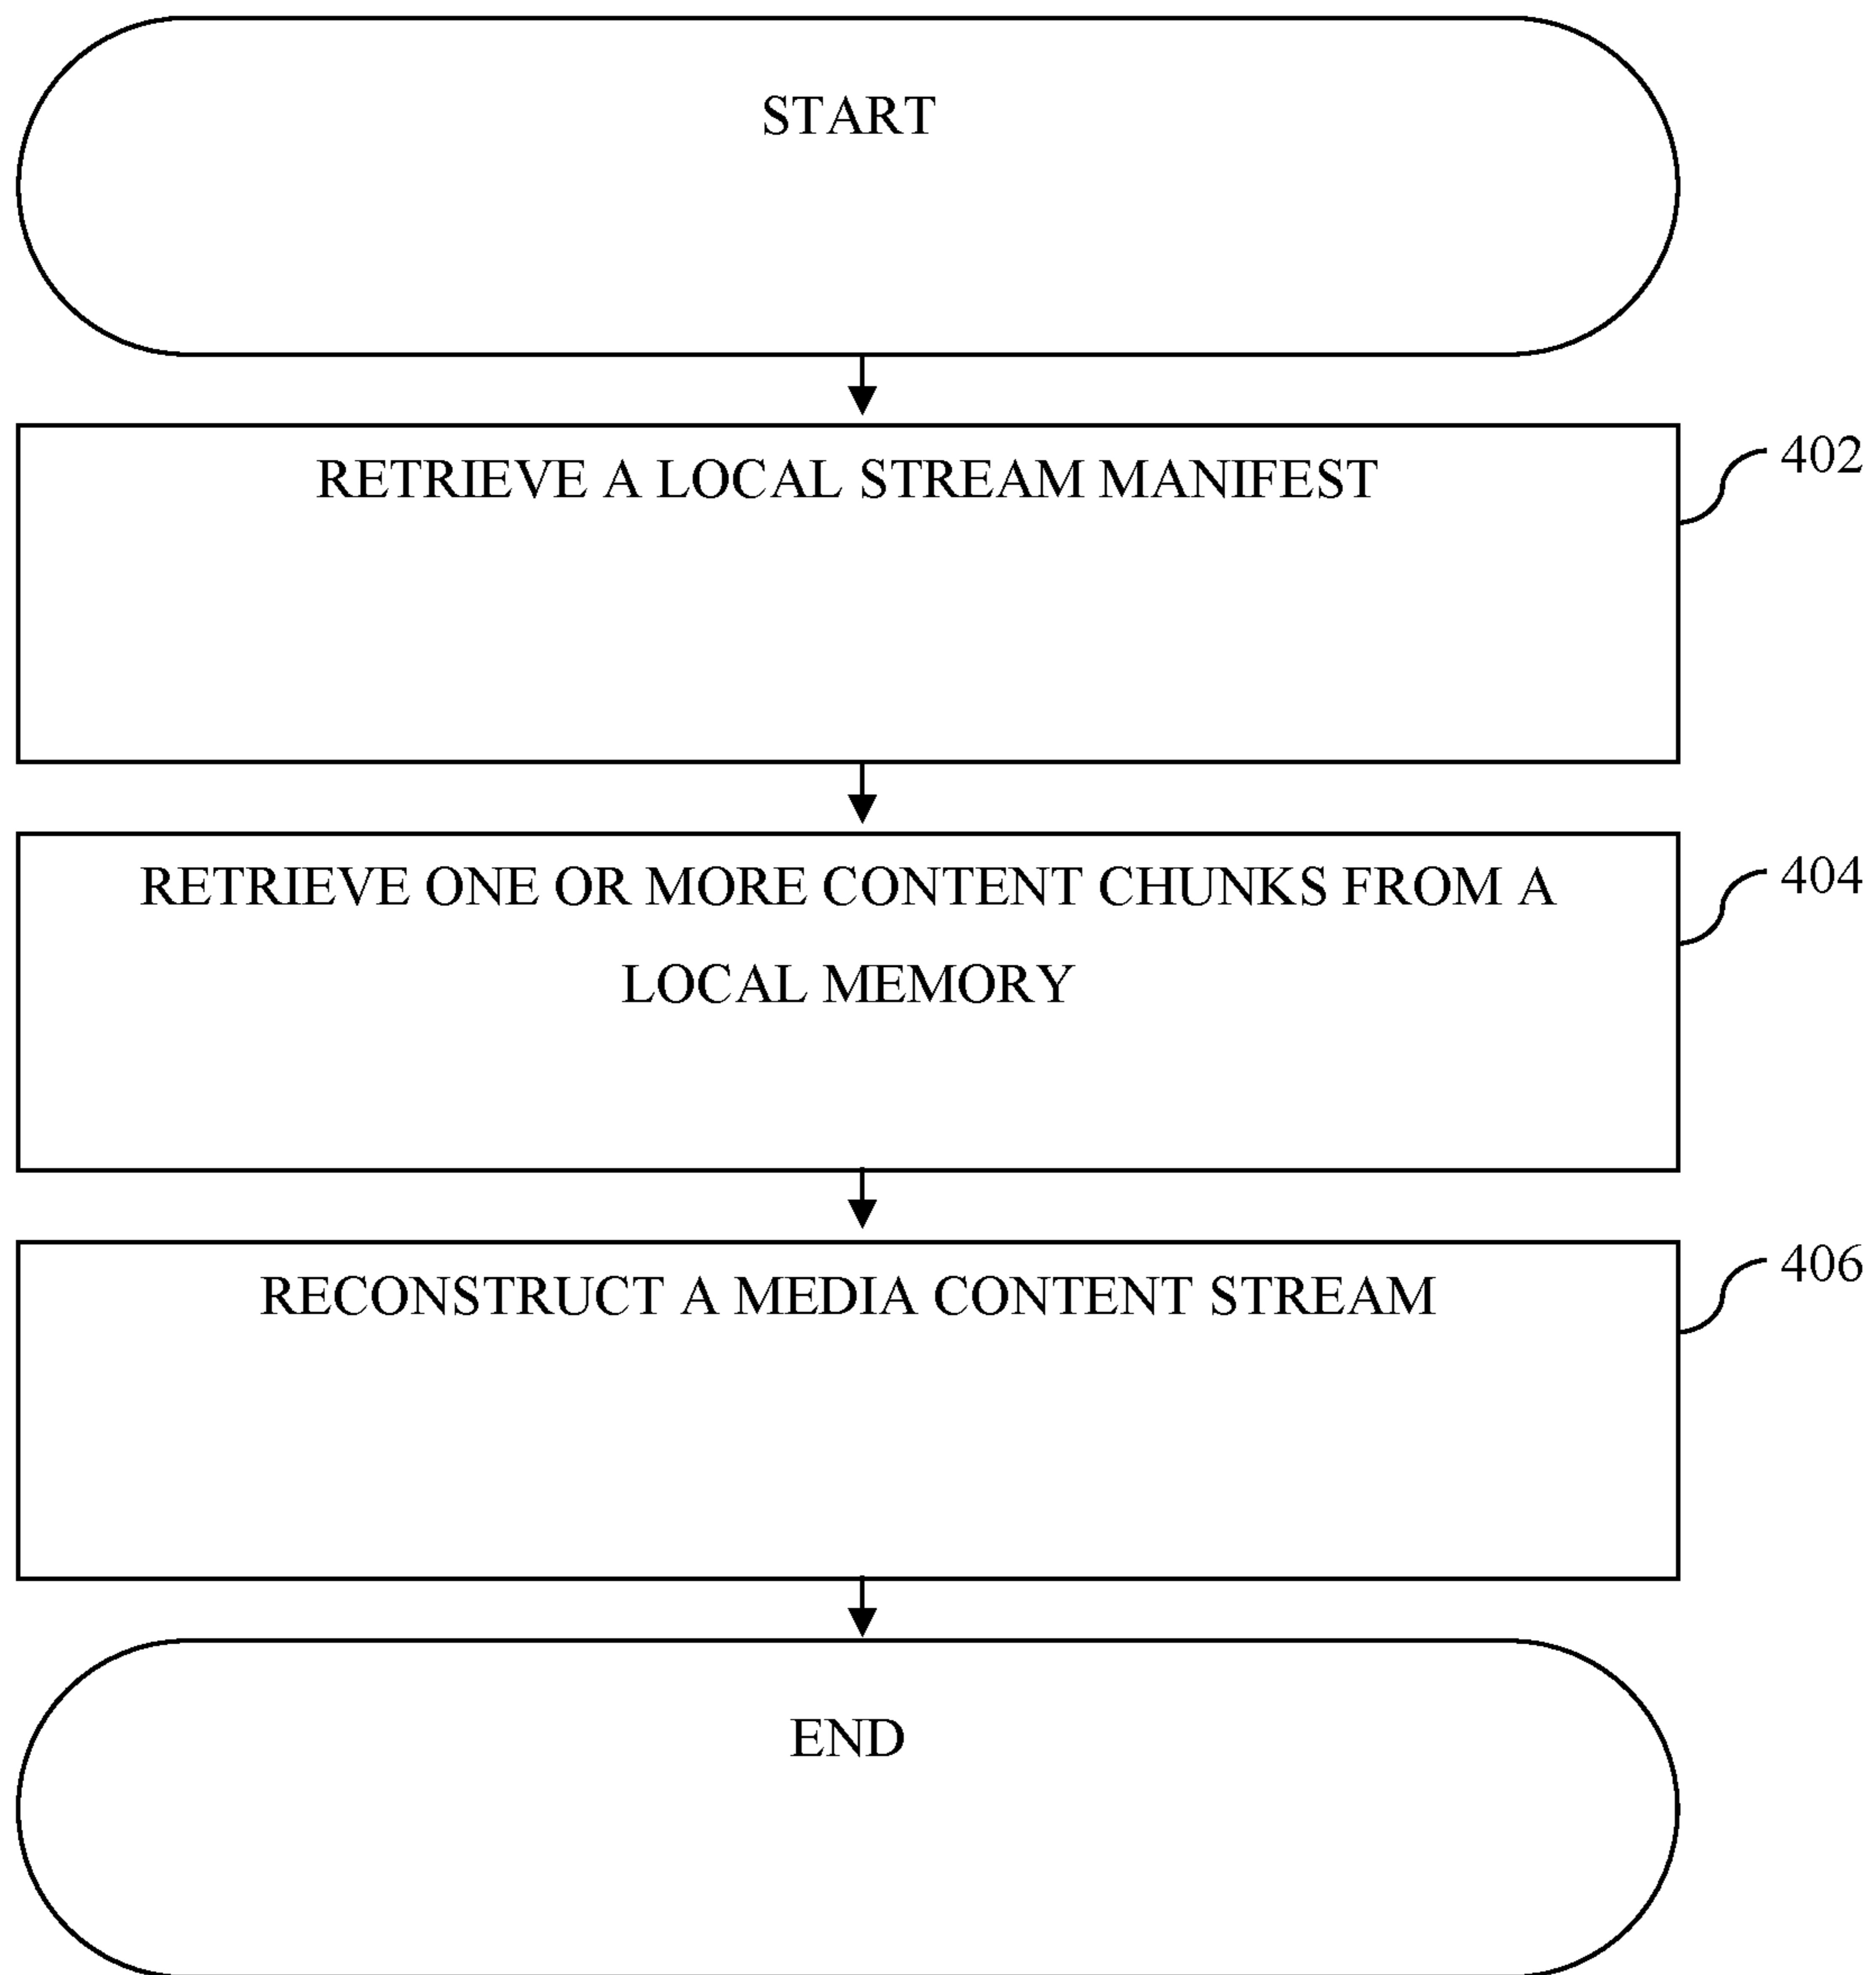 START
RETRIEVE A LOCAL STREAM MANIFEST
402
RETRIEVE ONE OR MORE CONTENT CHUNKS FROM A
LOCAL MEMORY
404
RECONSTRUCT A MEDIA CONTENT STREAM
406
END